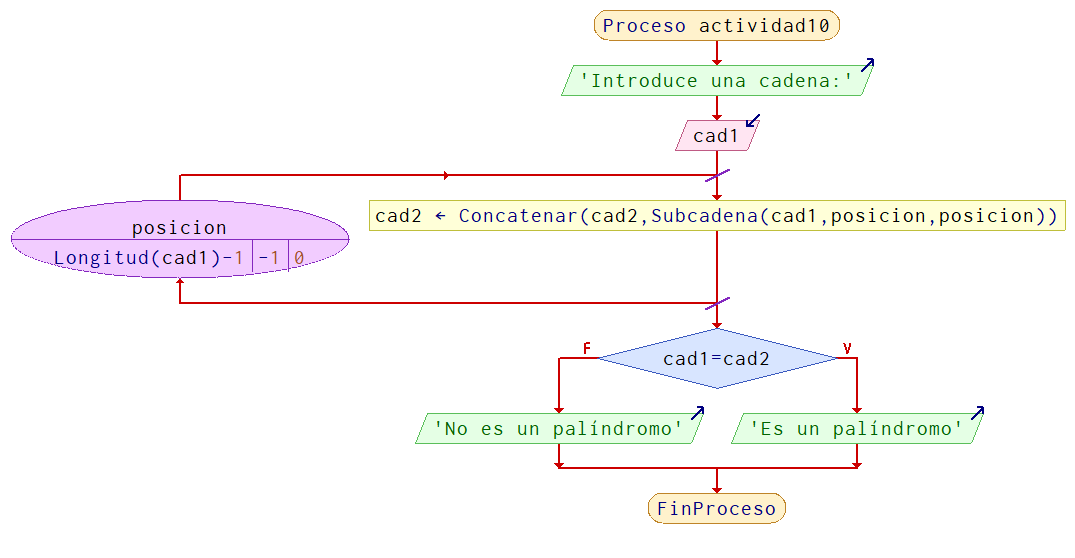 Proceso actividad10
'Introduce una cadena:'
cad1
posicion
Longitud(cad1)-1 -1 0
cad2 ← Concatenar(cad2,Subcadena(cad1,posicion,posicion))
cad1=cad2
F
V
'No es un palíndromo'
'Es un palíndromo'
FinProceso